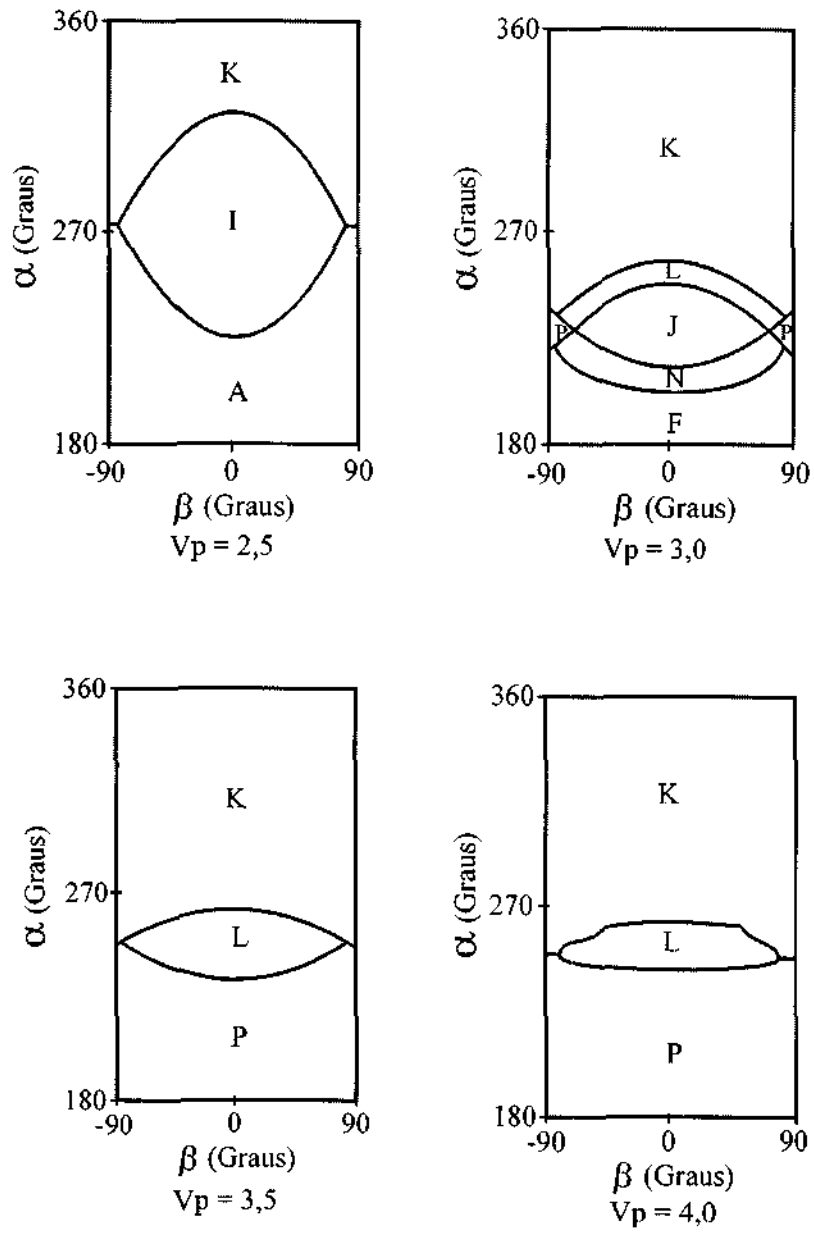 360
K
α (Graus)
270
I
A
180
-90 0 90
β (Graus)
Vp = 2,5
360
K
α (Graus)
270
L
J
P P
N
F
180
-90 0 90
β (Graus)
Vp = 3,0
360
K
α (Graus)
270
L
P
180
-90 0 90
β (Graus)
Vp = 3,5
360
K
α (Graus)
270
L
P
180
-90 0 90
β (Graus)
Vp = 4,0